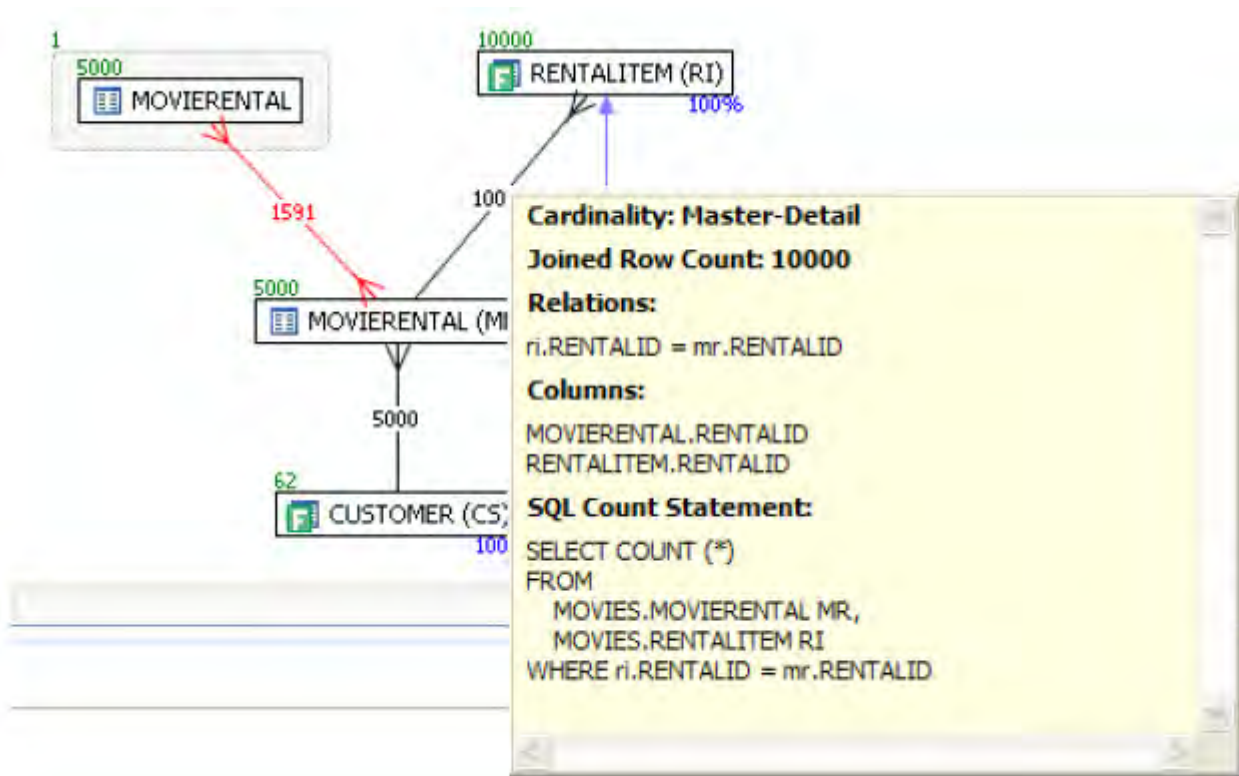 1
5000
MOVIERENTAL
10000
RENTALITEM (RI)
100%
1591
100
5000
MOVIERENTAL (M
5000
62
CUSTOMER (CS)
100
Cardinality: Master-Detail
Joined Row Count: 10000
Relations:
ri.RENTALID = mr.RENTALID
Columns:
MOVIERENTAL.RENTALID
RENTALITEM.RENTALID
SQL Count Statement:
SELECT COUNT (*)
FROM
MOVIES.MOVIERENTAL MR,
MOVIES.RENTALITEM RI
WHERE ri.RENTALID = mr.RENTALID